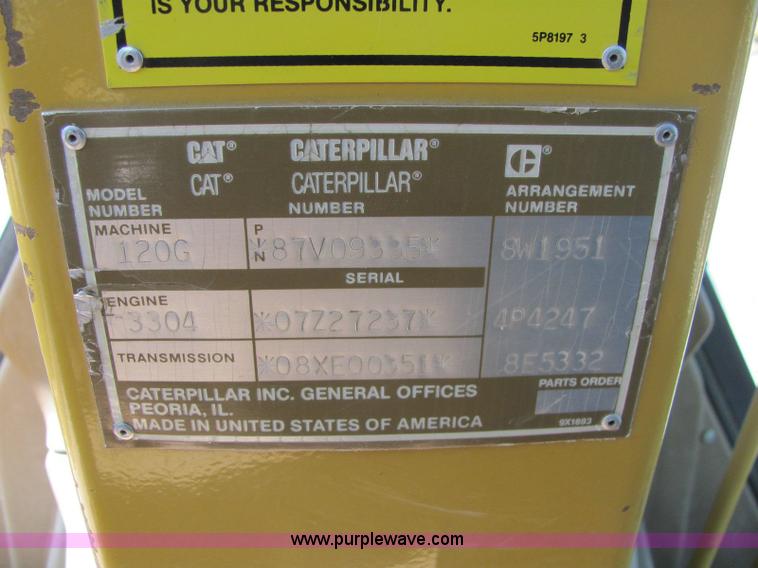 IS YOUR RESPONSIBILITY.
5P8197 3
CAT® CATERPILLAR®
CAT® CATERPILLAR®
MODEL NUMBER NUMBER ARRANGEMENT NUMBER
MACHINE 120G PIN *87V09335* 8W1951
SERIAL
ENGINE 3304 *07Z27237* 4P4247
TRANSMISSION *08XE00351* 8E5332
CATERPILLAR INC. GENERAL OFFICES PARTS ORDER
PEORIA, IL.
MADE IN UNITED STATES OF AMERICA 9X1893
www.purplewave.com